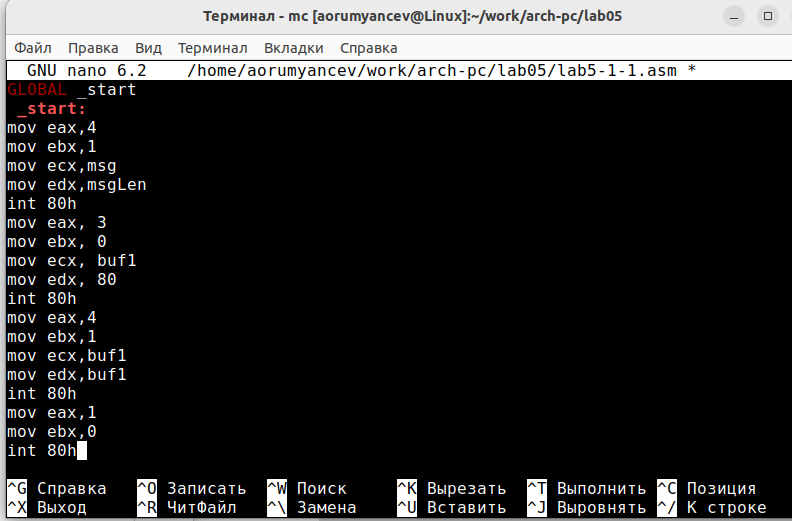 Терминал - mc [aorumyancev@Linux]:~/work/arch-pc/lab05
Файл Правка Вид Терминал Вкладки Справка
GNU nano 6.2 /home/aorumyancev/work/arch-pc/lab05/lab5-1-1.asm *
GLOBAL _start
_start:
mov eax,4
mov ebx,1
mov ecx,msg
mov edx,msgLen
int 80h
mov eax, 3
mov ebx, 0
mov ecx, buf1
mov edx, 80
int 80h
mov eax,4
mov ebx,1
mov ecx,buf1
mov edx,buf1
int 80h
mov eax,1
mov ebx,0
int 80h
^G Справка ^O Записать ^W Поиск ^K Вырезать ^T Выполнить ^C Позиция
^X Выход ^R ЧитФайл ^\ Замена ^U Вставить ^J Выровнять ^/ К строке